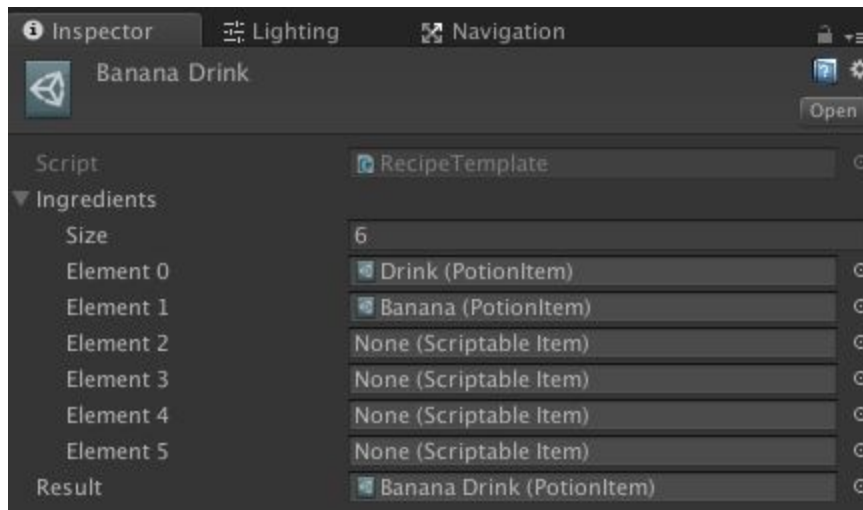 Inspector Lighting Navigation
Banana Drink
Open
Script RecipeTemplate
Ingredients
Size 6
Element 0 Drink (PotionItem)
Element 1 Banana (PotionItem)
Element 2 None (Scriptable Item)
Element 3 None (Scriptable Item)
Element 4 None (Scriptable Item)
Element 5 None (Scriptable Item)
Result Banana Drink (PotionItem)